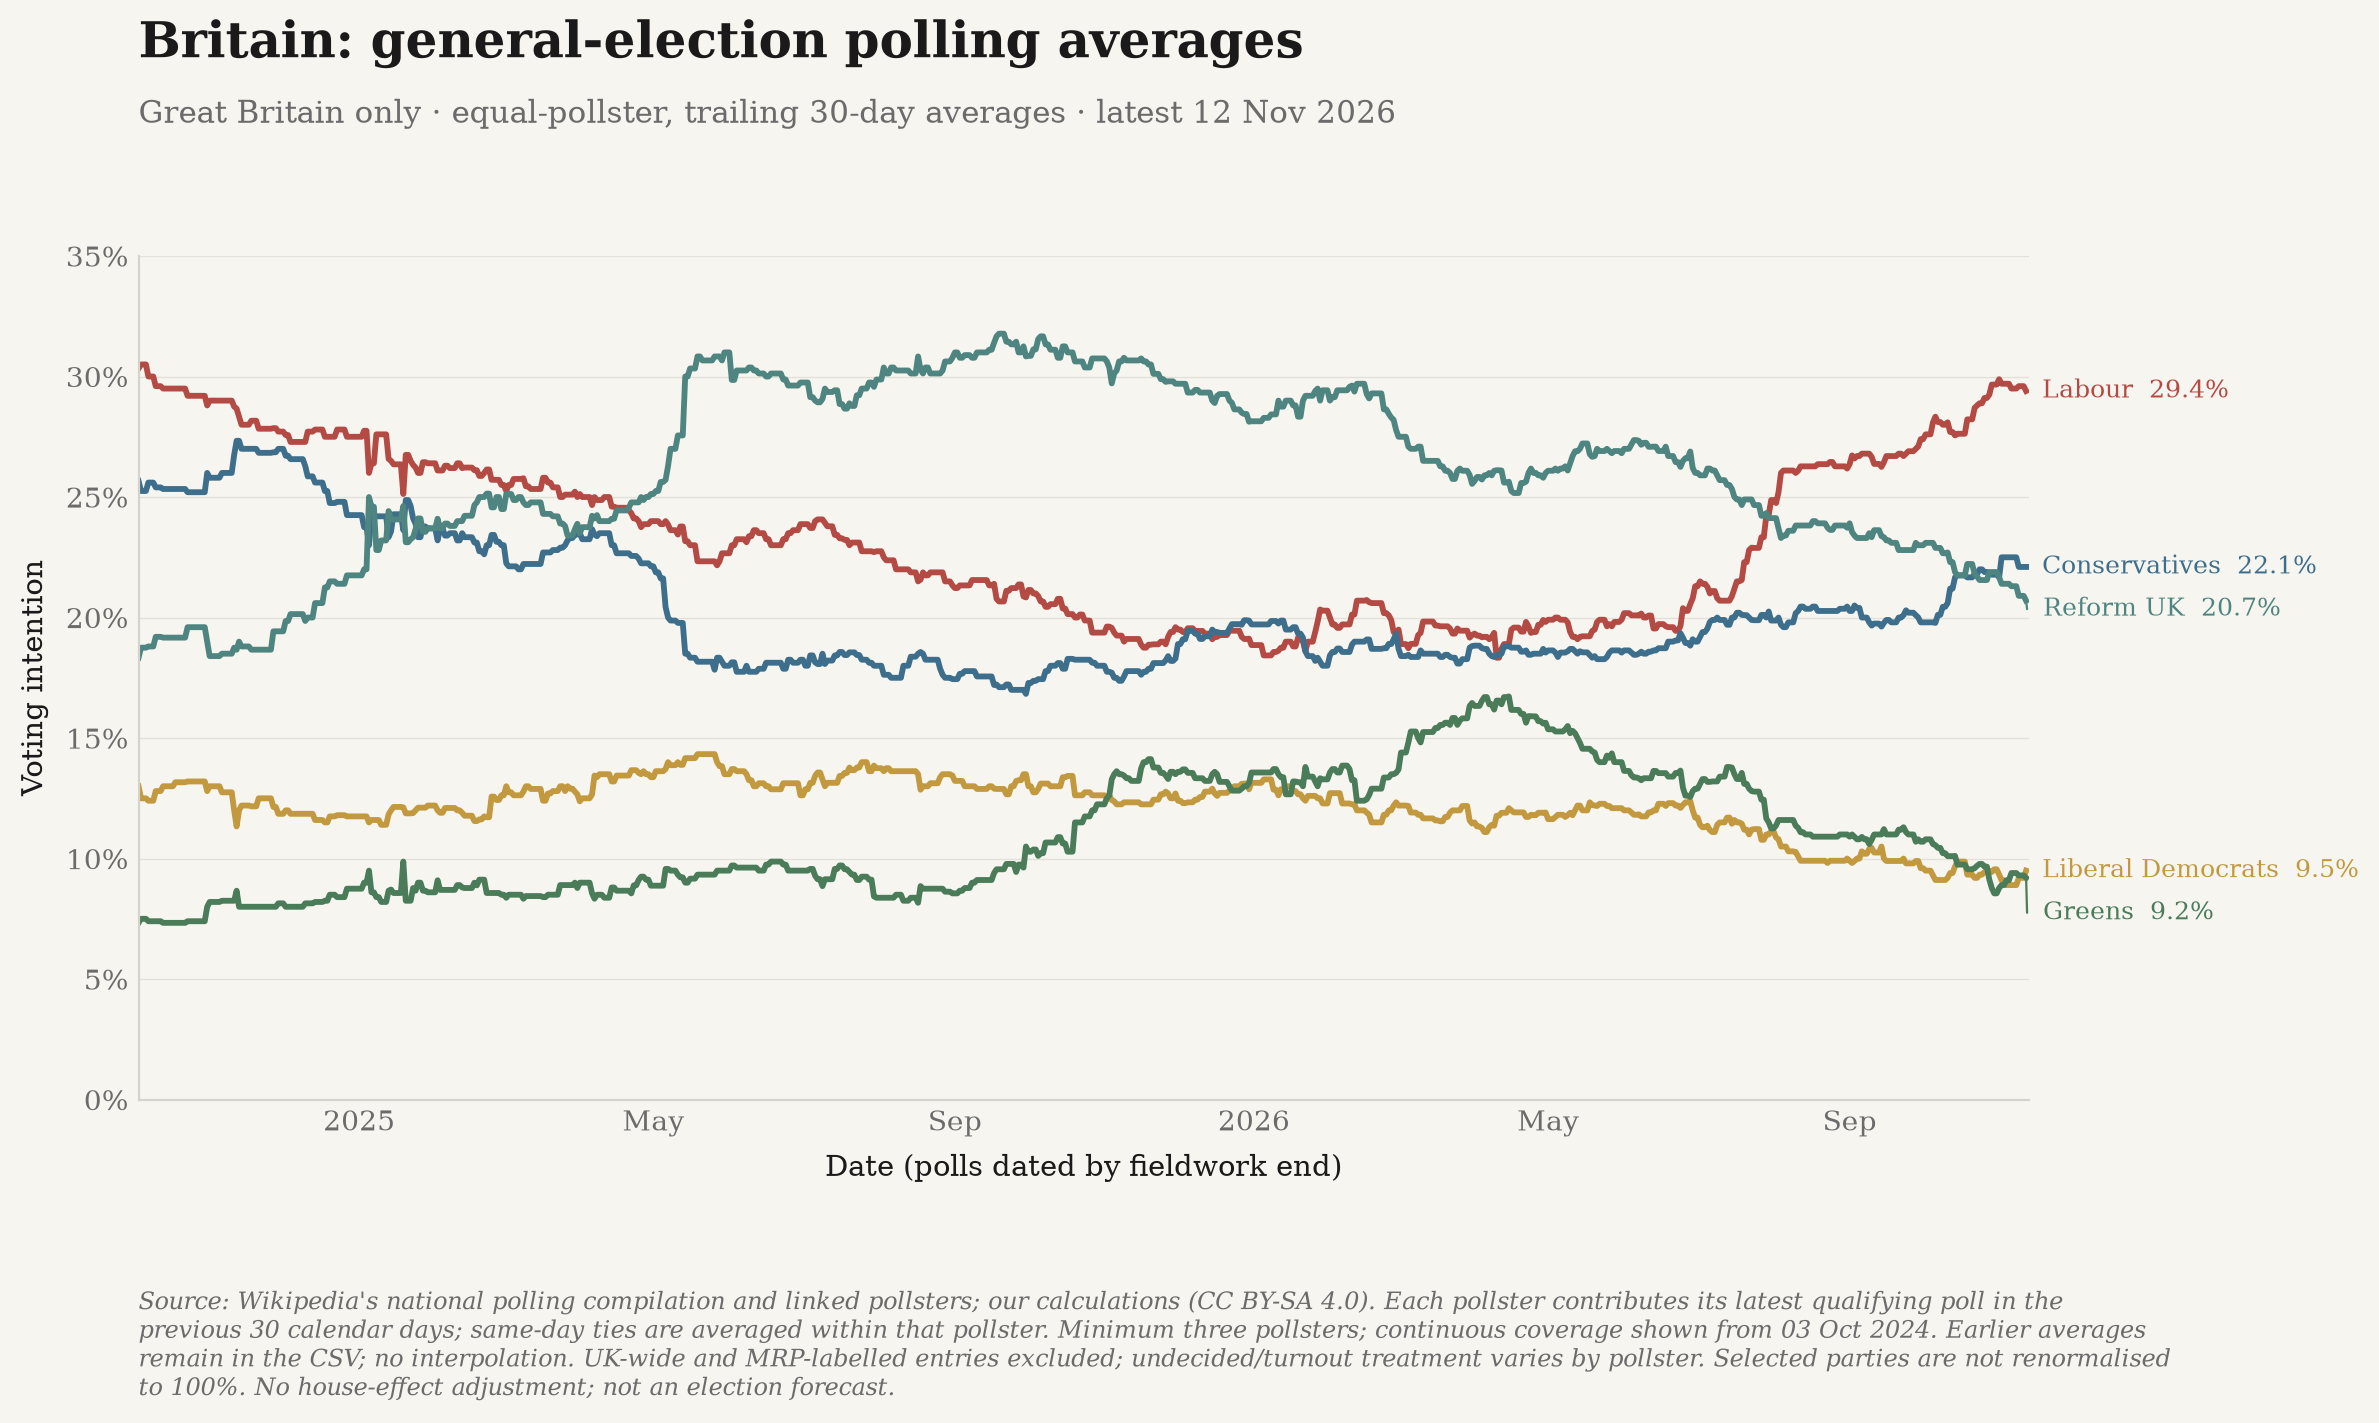 Britain: general-election polling averages
Great Britain only · equal-pollster, trailing 30-day averages · latest 12 Nov 2026
Voting intention
35%
30%
25%
20%
15%
10%
5%
0%
Labour 29.4%
Conservatives 22.1%
Reform UK 20.7%
Liberal Democrats 9.5%
Greens 9.2%
2025 May Sep 2026 May Sep
Date (polls dated by fieldwork end)
Source: Wikipedia's national polling compilation and linked pollsters; our calculations (CC BY-SA 4.0). Each pollster contributes its latest qualifying poll in the
previous 30 calendar days; same-day ties are averaged within that pollster. Minimum three pollsters; continuous coverage shown from 03 Oct 2024. Earlier averages
remain in the CSV; no interpolation. UK-wide and MRP-labelled entries excluded; undecided/turnout treatment varies by pollster. Selected parties are not renormalised
to 100%. No house-effect adjustment; not an election forecast.